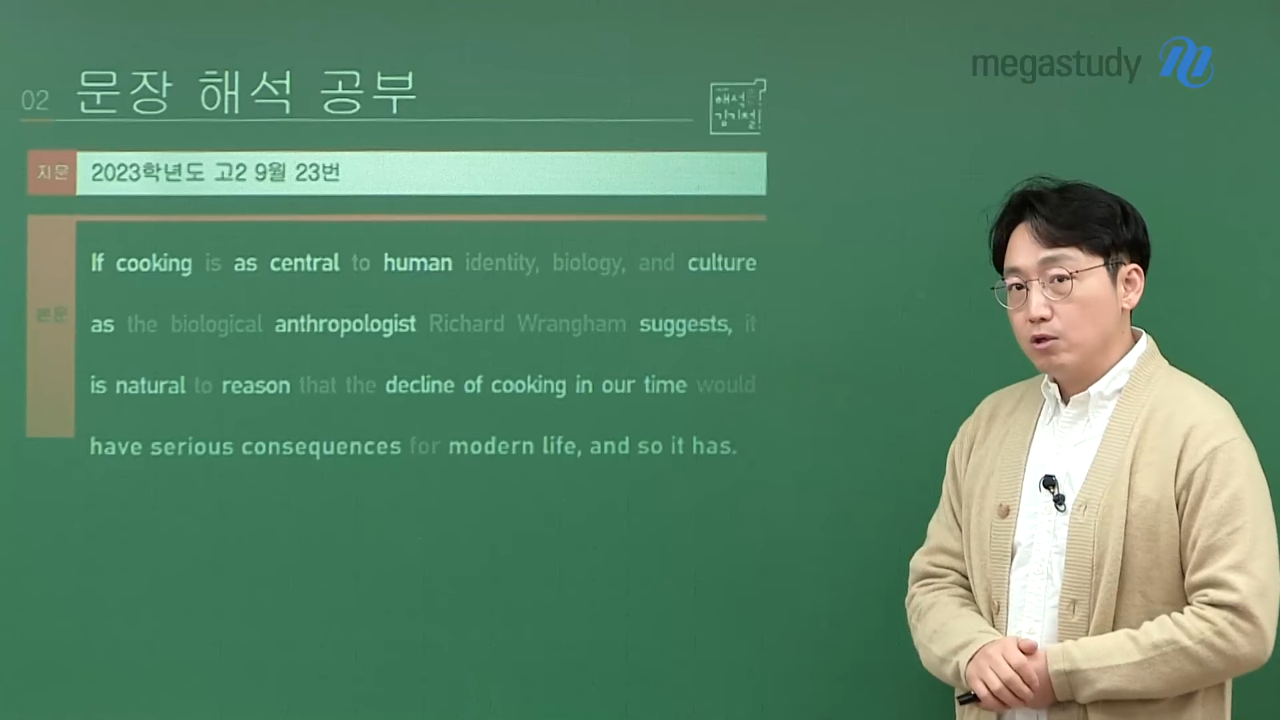 megastudy
02 문장 해석 공부
해석은
김기철!
지문 2023학년도 고2 9월 23번
본문
If cooking is as central to human identity, biology, and culture
as the biological anthropologist Richard Wrangham suggests, it
is natural to reason that the decline of cooking in our time would
have serious consequences for modern life, and so it has.